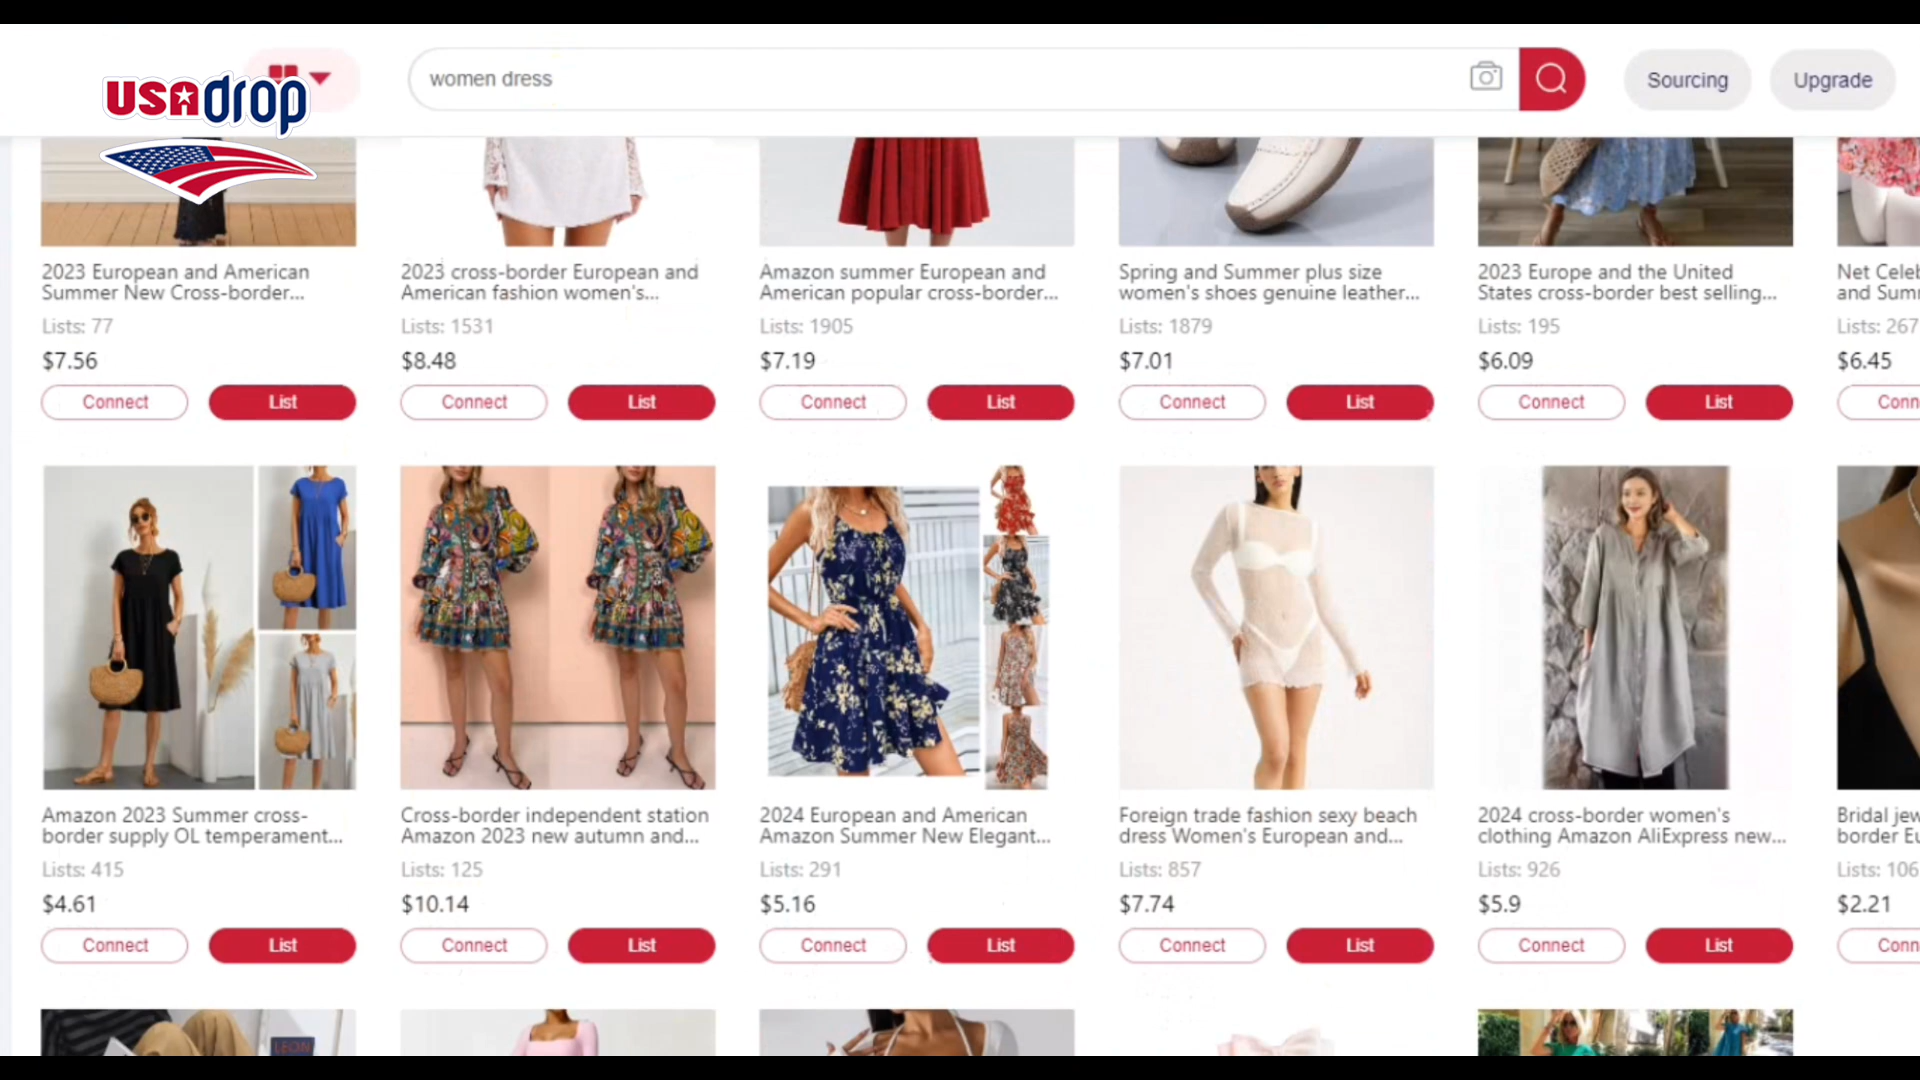 USADROP
women dress
Sourcing
Upgrade
2023 European and American
Summer New Cross-border...
Lists: 77
$7.56
Connect
List
2023 cross-border European and
American fashion women's...
Lists: 1531
$8.48
Connect
List
Amazon summer European and
American popular cross-border...
Lists: 1905
$7.19
Connect
List
Spring and Summer plus size
women's shoes genuine leather...
Lists: 1879
$7.01
Connect
List
2023 Europe and the United
States cross-border best selling...
Lists: 195
$6.09
Connect
List
Net
and
Lists: 267
$6.45
Amazon 2023 Summer cross-
border supply OL temperament...
Lists: 415
$4.61
Connect
List
Cross-border independent station
Amazon 2023 new autumn and...
Lists: 125
$10.14
Connect
List
2024 European and American
Amazon Summer New Elegant...
Lists: 291
$5.16
Connect
List
Foreign trade fashion sexy beach
dress Women's European and...
Lists: 857
$7.74
Connect
List
2024 cross-border women's
clothing Amazon AliExpress new...
Lists: 926
$5.9
Connect
List
Bridal
border
Lists: 106
$2.21
LEON